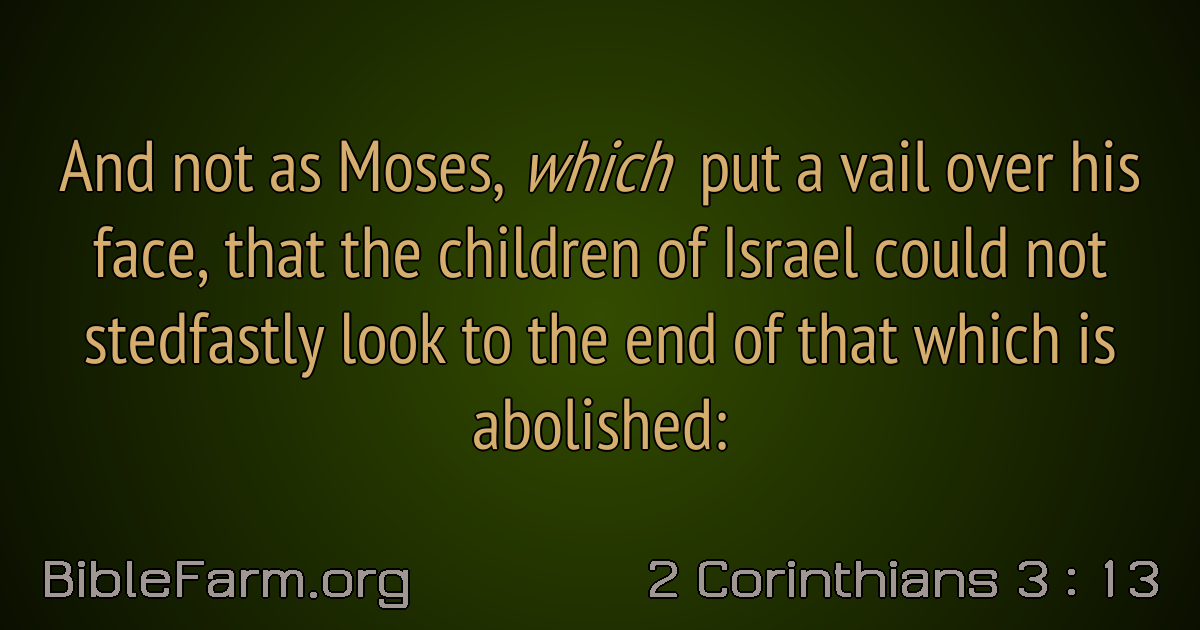 And not as Moses, which put a vail over his
face, that the children of Israel could not
stedfastly look to the end of that which is
abolished:
BibleFarm.org
2 Corinthians 3 : 13